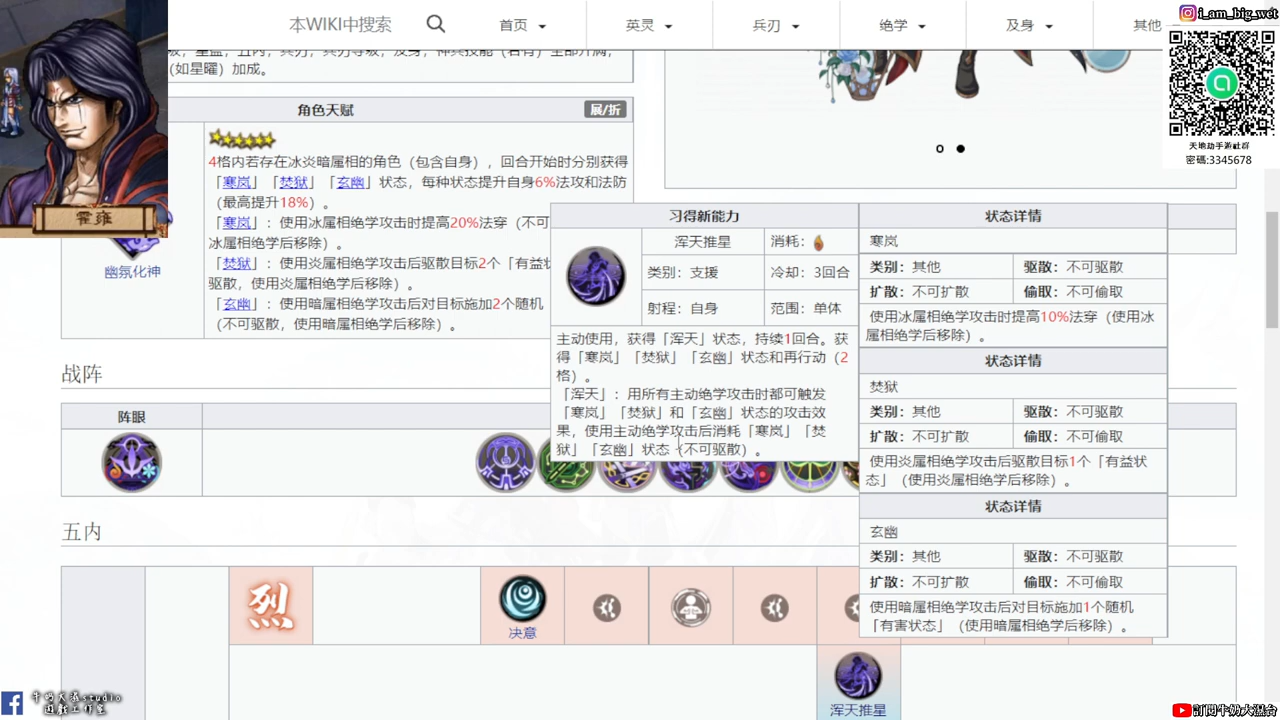 本WIKI中搜索
首页
英灵
兵刃
绝学
及身
其他
i_am_big_wet
天地劫手游社群
密碼:3345678
霍雍
(如星曜）加成。
角色天赋
展/折
4格内若存在冰炎暗属相的角色（包含自身），回合开始时分别获得
「寒岚」「焚狱」「玄幽」状态，每种状态提升自身6%法攻和法防
（最高提升18%）。
「寒岚」：使用冰属相绝学攻击时提高20%法穿（不可
冰属相绝学后移除）。
「焚狱」：使用炎属相绝学攻击后驱散目标2个「有益状
驱散，使用炎属相绝学后移除）。
「玄幽」：使用暗属相绝学攻击后对目标施加2个随机
（不可驱散，使用暗属相绝学后移除）。
幽氛化神
习得新能力
浑天推星
消耗：
类别：支援
冷却：3回合
射程：自身
范围：单体
主动使用，获得「浑天」状态，持续1回合。获
得「寒岚」「焚狱」「玄幽」状态和再行动（2
格）。
「浑天」：用所有主动绝学攻击时都可触发
「寒岚」「焚狱」和「玄幽」状态的攻击效
果，使用主动绝学攻击后消耗「寒岚」「焚
狱」「玄幽」状态（不可驱散）。
状态详情
寒岚
类别：其他
驱散：不可驱散
扩散：不可扩散
偷取：不可偷取
使用冰属相绝学攻击时提高10%法穿（使用冰
属相绝学后移除）。
状态详情
焚狱
类别：其他
驱散：不可驱散
扩散：不可扩散
偷取：不可偷取
使用炎属相绝学攻击后驱散目标1个「有益状
态」（使用炎属相绝学后移除）。
状态详情
玄幽
类别：其他
驱散：不可驱散
扩散：不可扩散
偷取：不可偷取
使用暗属相绝学攻击后对目标施加1个随机
「有害状态」（使用暗属相绝学后移除）。
战阵
阵眼
五内
烈
决意
浑天推星
牛奶大濕studio
遊戲工作室
訂閱牛奶大濕台